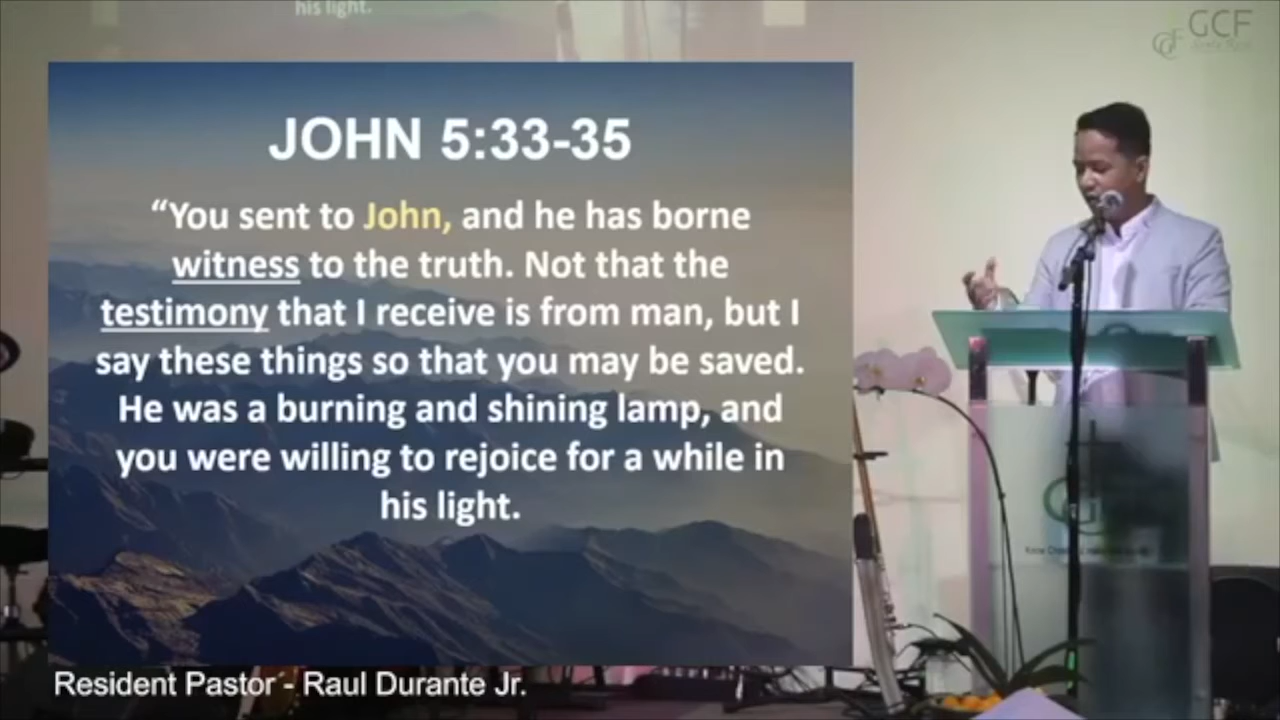 his light.
GCF
JOHN 5:33-35
“You sent to John, and he has borne
witness to the truth. Not that the
testimony that I receive is from man, but I
say these things so that you may be saved.
He was a burning and shining lamp, and
you were willing to rejoice for a while in
his light.
Resident Pastor - Raul Durante Jr.